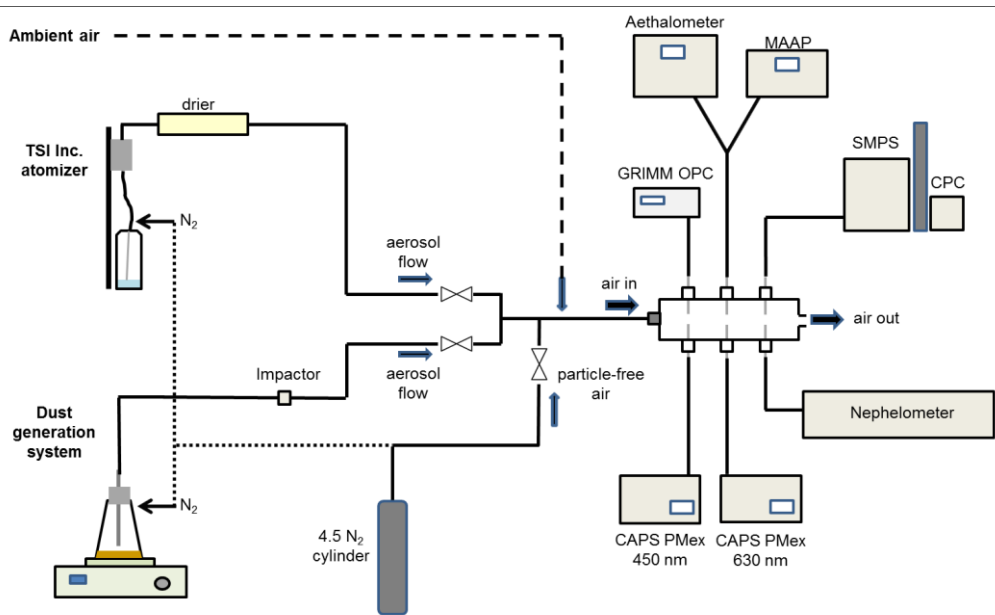 Ambient air
Aethalometer
MAAP
drier
TSI Inc.
atomizer
N2
SMPS
CPC
GRIMM OPC
aerosol
flow
air in
air out
Impactor
aerosol
flow
particle-free
air
Dust
generation
system
Nephelometer
N2
4.5 N2
cylinder
CAPS PMex
450 nm
CAPS PMex
630 nm